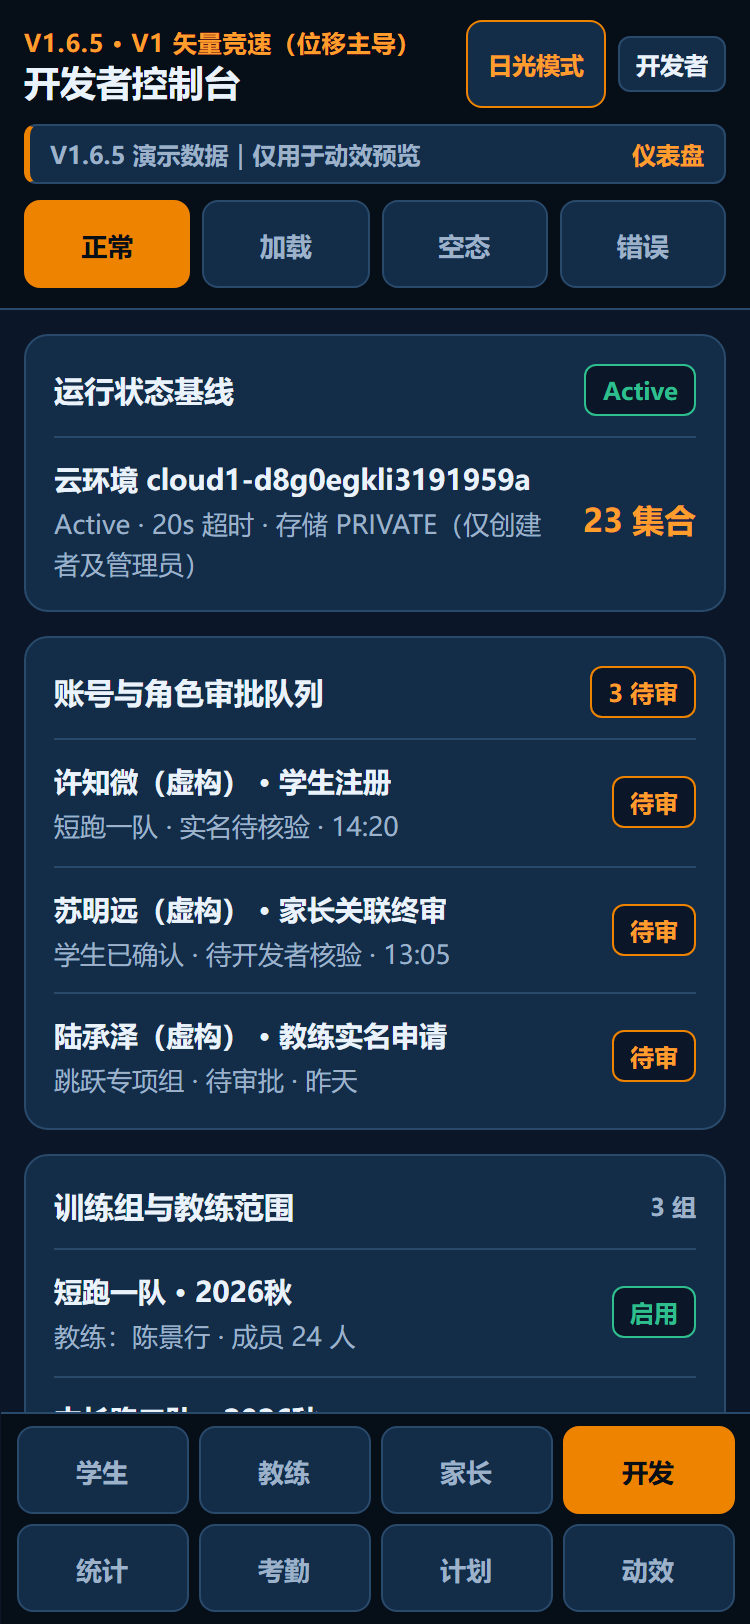 V1.6.5 · V1 矢量竞速（位移主导）
开发者控制台
日光模式
开发者
V1.6.5 演示数据 | 仅用于动效预览
仪表盘
正常
加载
空态
错误
运行状态基线
Active
云环境 cloud1-d8g0egkli3191959a
Active · 20s 超时 · 存储 PRIVATE（仅创建
者及管理员）
23 集合
账号与角色审批队列
3 待审
许知微（虚构） · 学生注册
短跑一队 · 实名待核验 · 14:20
待审
苏明远（虚构） · 家长关联终审
学生已确认 · 待开发者核验 · 13:05
待审
陆承泽（虚构） · 教练实名申请
跳跃专项组 · 待审批 · 昨天
待审
训练组与教练范围
3 组
短跑一队 · 2026秋
教练：陈景行 · 成员 24 人
启用
学生
教练
家长
开发
统计
考勤
计划
动效